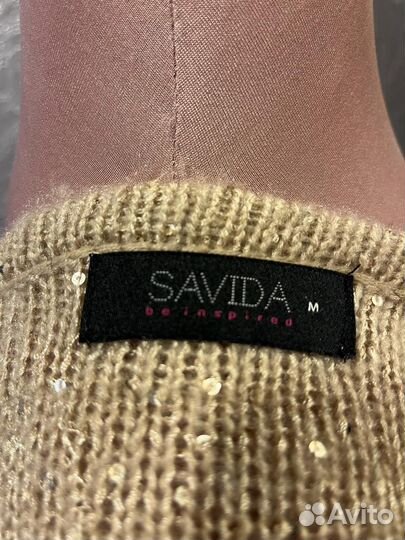 SAVIDA
be inspired
M
Avito